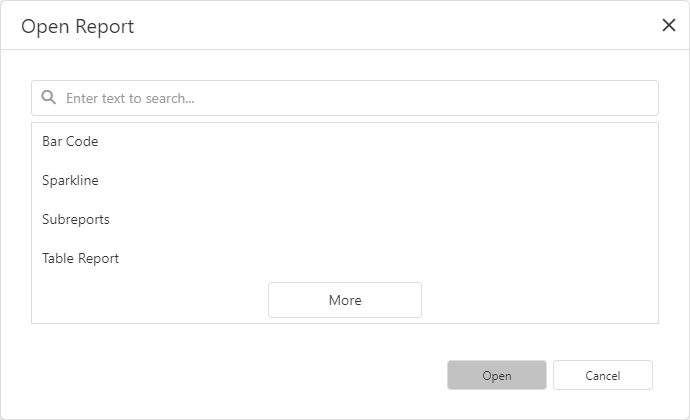 Open Report
Enter text to search...
Bar Code
Sparkline
Subreports
Table Report
More
Open
Cancel